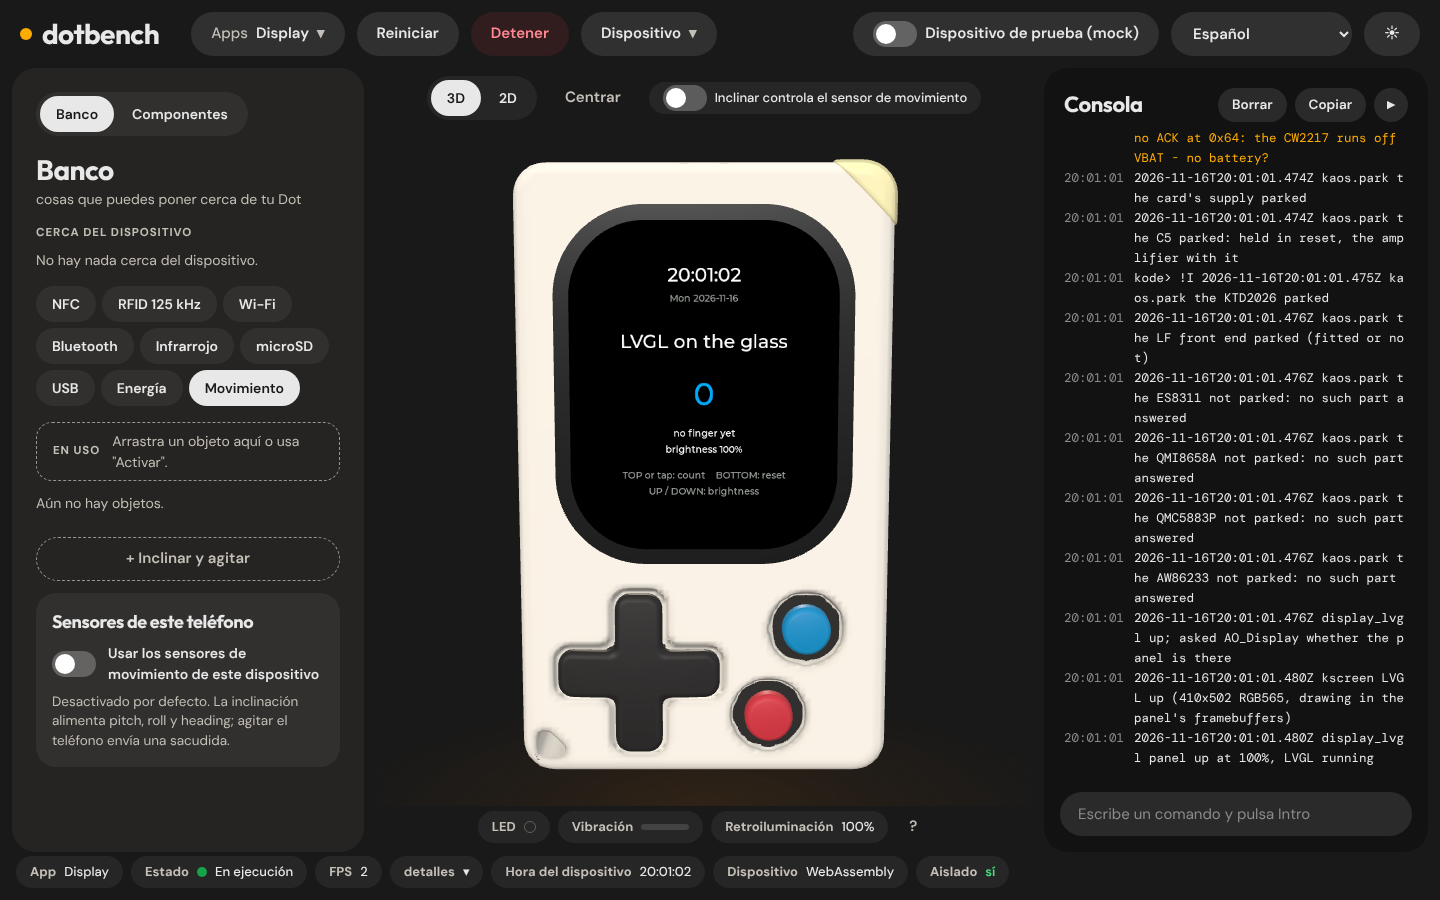 dotbench
Apps Display ▾
Reiniciar
Detener
Dispositivo ▾
Dispositivo de prueba (mock)
Español
Banco
Componentes
Banco
cosas que puedes poner cerca de tu Dot
CERCA DEL DISPOSITIVO
No hay nada cerca del dispositivo.
NFC
RFID 125 kHz
Wi-Fi
Bluetooth
Infrarrojo
microSD
USB
Energía
Movimiento
EN USO
Arrastra un objeto aquí o usa
"Activar".
Aún no hay objetos.
+ Inclinar y agitar
Sensores de este teléfono
Usar los sensores de
movimiento de este dispositivo
Desactivado por defecto. La inclinación
alimenta pitch, roll y heading; agitar el
teléfono envía una sacudida.
3D
2D
Centrar
Inclinar controla el sensor de movimiento
20:01:02
Mon 2026-11-16
LVGL on the glass
0
no finger yet
brightness 100%
TOP or tap: count BOTTOM: reset
UP / DOWN: brightness
LED
Vibración
Retroiluminación 100%
?
Consola
Borrar
Copiar
no ACK at 0x64: the CW2217 runs off
VBAT - no battery?
20:01:01 2026-11-16T20:01:01.474Z kaos.park t
he card's supply parked
20:01:01 2026-11-16T20:01:01.474Z kaos.park t
he C5 parked: held in reset, the amp
lifier with it
20:01:01 kode> !I 2026-11-16T20:01:01.475Z ka
os.park the KTD2026 parked
20:01:01 2026-11-16T20:01:01.476Z kaos.park t
he LF front end parked (fitted or no
t)
20:01:01 2026-11-16T20:01:01.476Z kaos.park t
he ES8311 not parked: no such part a
nswered
20:01:01 2026-11-16T20:01:01.476Z kaos.park t
he QMI8658A not parked: no such part
answered
20:01:01 2026-11-16T20:01:01.476Z kaos.park t
he QMC5883P not parked: no such part
answered
20:01:01 2026-11-16T20:01:01.476Z kaos.park t
he AW86233 not parked: no such part
answered
20:01:01 2026-11-16T20:01:01.476Z display_lvg
l up; asked AO_Display whether the p
anel is there
20:01:01 2026-11-16T20:01:01.480Z kscreen LVG
L up (410x502 RGB565, drawing in the
panel's framebuffers)
20:01:01 2026-11-16T20:01:01.480Z display_lvg
l panel up at 100%, LVGL running
Escribe un comando y pulsa Intro
App Display
Estado En ejecución
FPS 2
detalles ▾
Hora del dispositivo 20:01:02
Dispositivo WebAssembly
Aislado sí